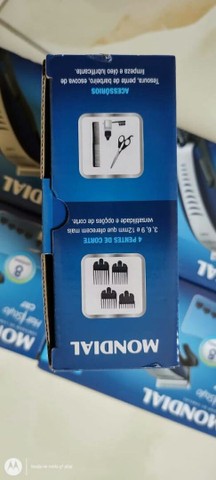 MONDIAL
4 PENTES DE CORTE
3, 6, 9 e 12mm que oferecem mais
versatilidade e opções de corte.
ACESSÓRIOS
Tesoura, pente de barbeiro, escova de
limpeza e óleo lubrificante.
MONDIAL
MONDIAL